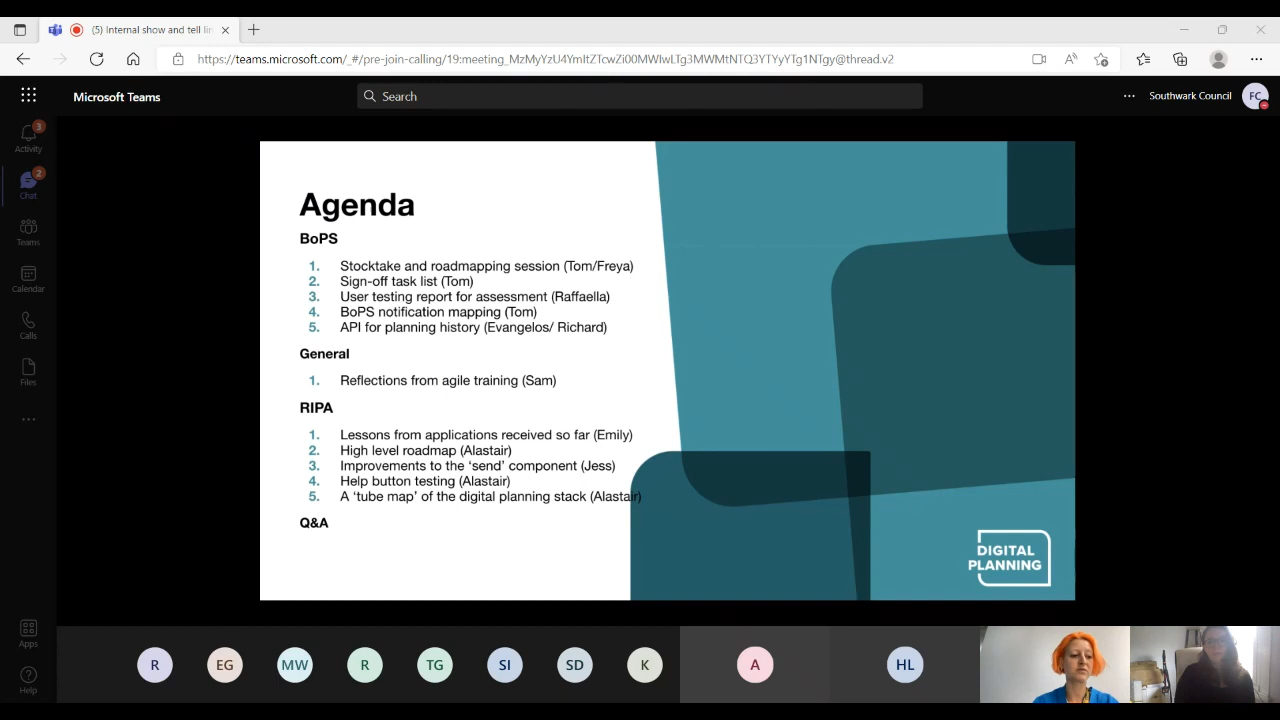 (5) Internal show and tell lin
https://teams.microsoft.com/_#/pre-join-calling/19:meeting_MzMyYzU4YmItZTcwZi00MWIwLTg3MWMtNTQ3YTYyYTg1NTgy@thread.v2
Microsoft Teams
Search
Southwark Council
FC
3
Activity
2
Chat
Teams
Calendar
Calls
Files
Apps
Help
Agenda
BoPS
1. Stocktake and roadmapping session (Tom/Freya)
2. Sign-off task list (Tom)
3. User testing report for assessment (Raffaella)
4. BoPS notification mapping (Tom)
5. API for planning history (Evangelos/ Richard)
General
1. Reflections from agile training (Sam)
RIPA
1. Lessons from applications received so far (Emily)
2. High level roadmap (Alastair)
3. Improvements to the ‘send’ component (Jess)
4. Help button testing (Alastair)
5. A ‘tube map’ of the digital planning stack (Alastair)
Q&A
DIGITAL
PLANNING
R EG MW R TG SI SD K A HL